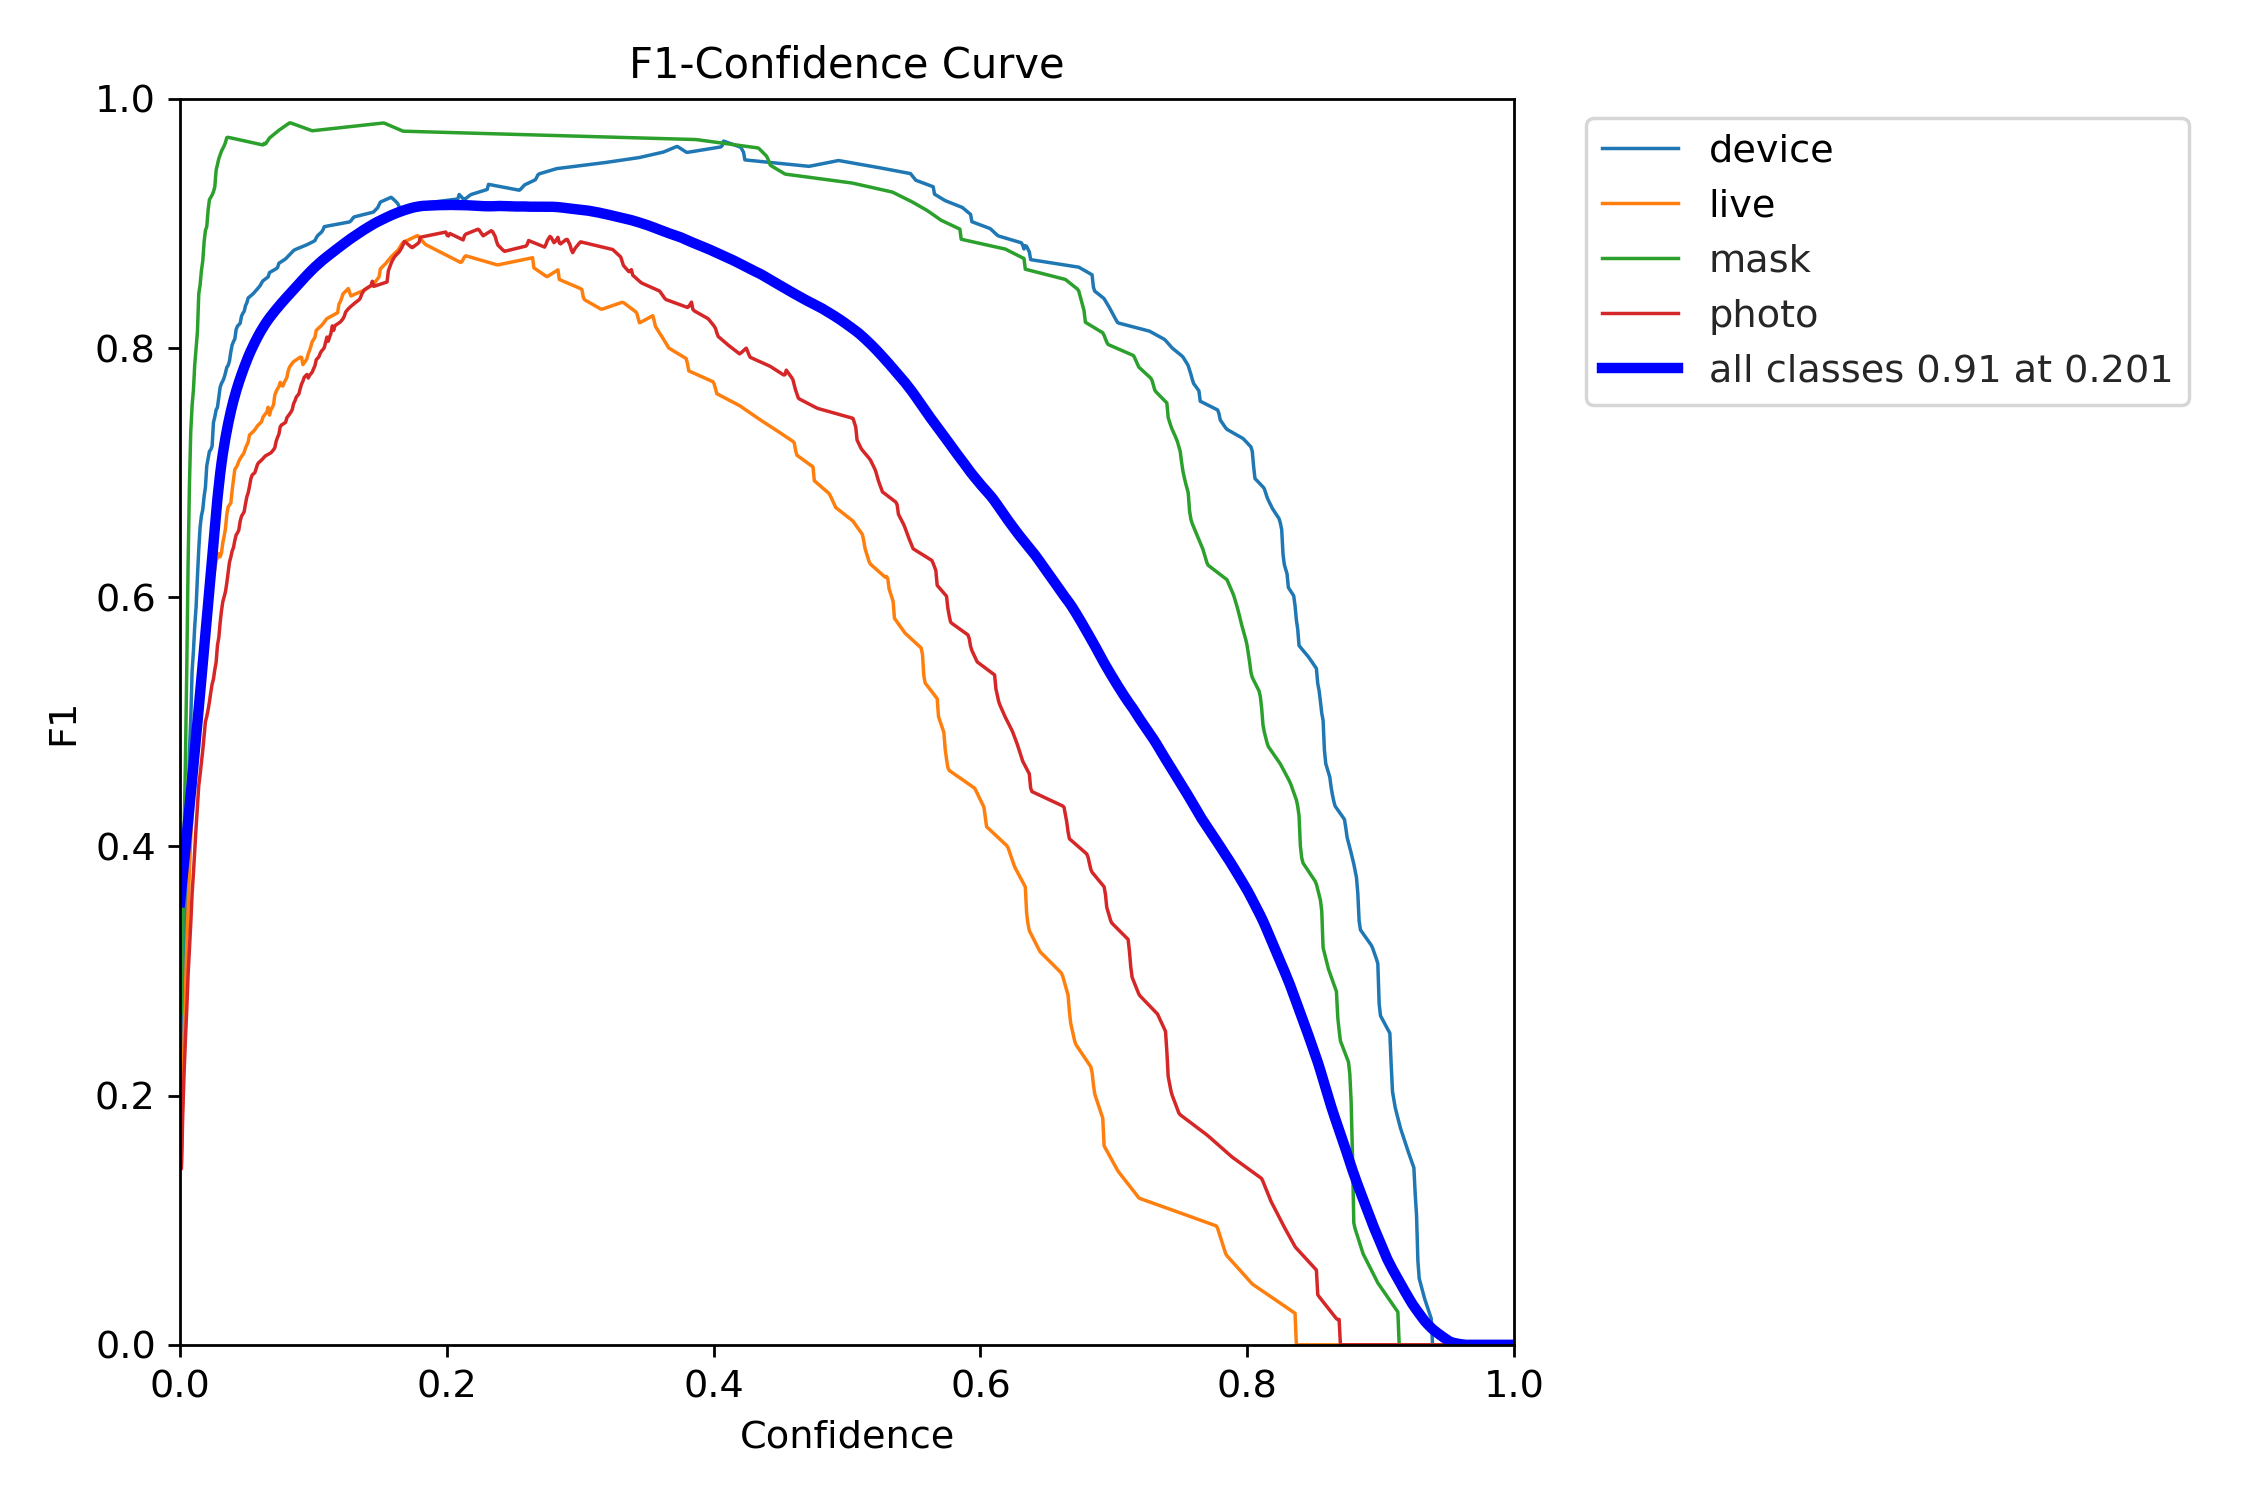 F1-Confidence Curve
1.0
0.8
0.6
0.4
0.2
0.0
F1
0.0 0.2 0.4 0.6 0.8 1.0
Confidence
device
live
mask
photo
all classes 0.91 at 0.201